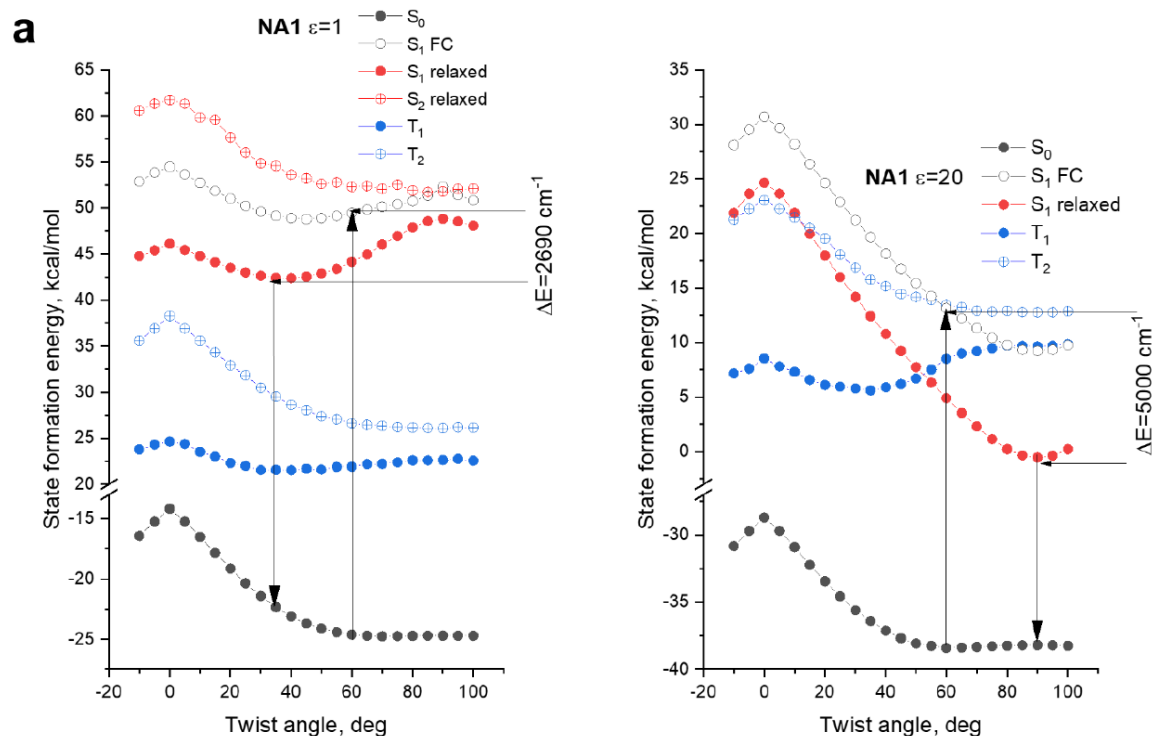 a
NA1 ε=1
S0
S1 FC
S1 relaxed
S2 relaxed
T1
T2
State formation energy, kcal/mol
65
60
55
50
45
40
35
30
25
20
-15
-20
-25
-20
0
20
40
60
80
100
Twist angle, deg
ΔE=2690 cm-1
NA1 ε=20
S0
S1 FC
S1 relaxed
T1
T2
State formation energy, kcal/mol
35
30
25
20
15
10
5
0
-30
-35
-40
-20
0
20
40
60
80
100
Twist angle, deg
ΔE=5000 cm-1